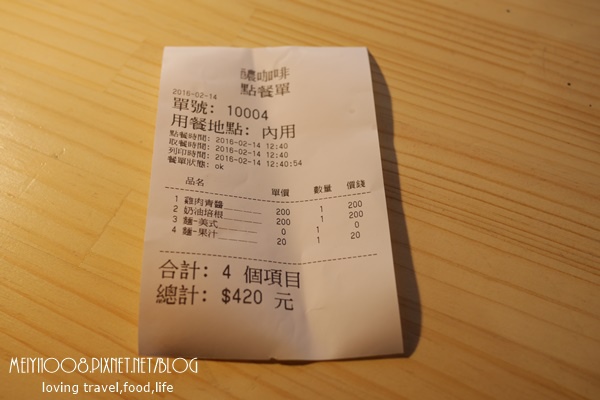 醲咖啡
點餐單
2016-02-14
單號: 10004
用餐地點: 內用
點餐時間: 2016-02-14 12:40
取餐時間: 2016-02-14 12:40
列印時間: 2016-02-14 12:40:54
餐單狀態: ok
品名 單價 數量 價錢
1 雞肉青醬 200 1 200
2 奶油培根 200 1 200
3 麵-美式 0 1 0
4 麵-果汁 20 1 20
合計: 4 個項目
總計: $420 元
MEIYI1008.PIXNET.NET/BLOG
loving travel,food,life